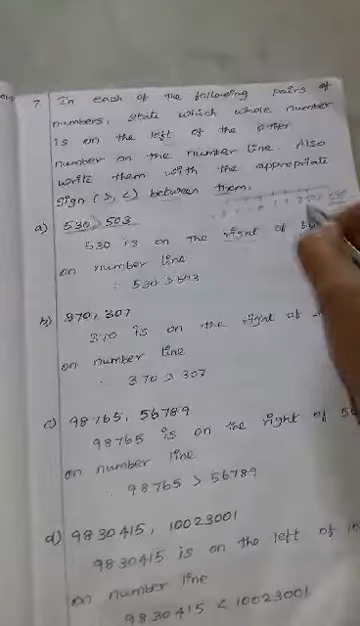 7 In each of the following pairs of
numbers, state which whole number
is on the left of the other
number on the number line. Also
write them with the appropriate
sign (>, <) between them.
a) 530, 503
530 is on the right of
on number line
∴ 530 > 503
b) 370, 307
370 is on the right of
on number line
∴ 370 > 307
c) 98765, 56789
98765 is on the right of 56
on number line
∴ 98765 > 56789
d) 9830415, 10023001
9830415 is on the left of
on number line
9830415 < 10023001